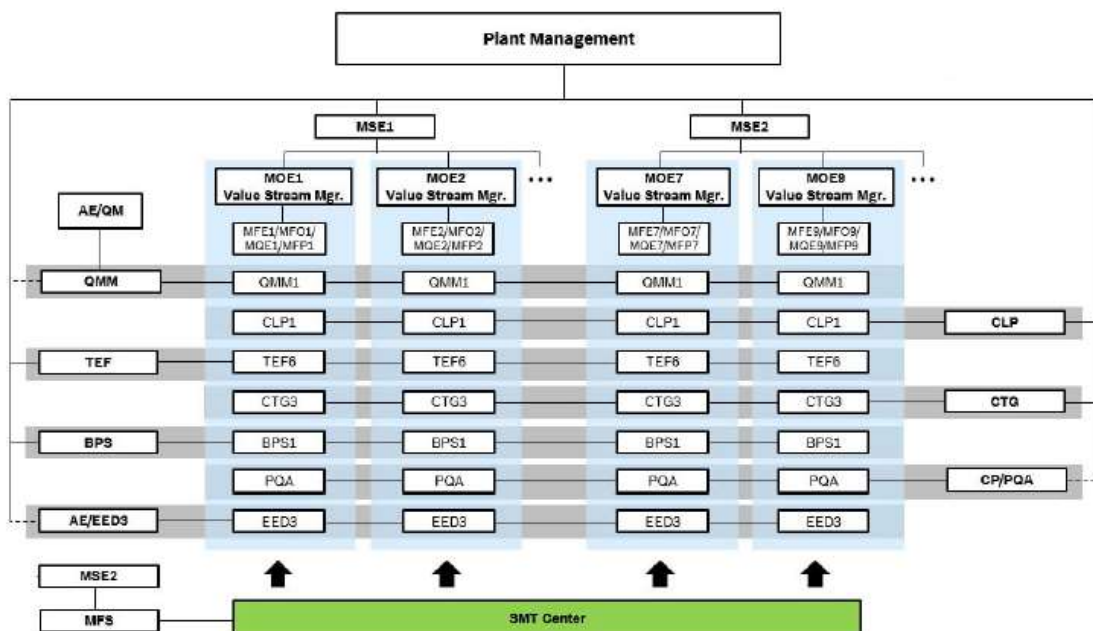 Plant Management
MSE1
MSE2
MOE1
Value Stream Mgr.
MOE2
Value Stream Mgr.
...
MOE7
Value Stream Mgr.
MOE9
Value Stream Mgr.
...
AE/QM
MFE1/MFO1/
MQE1/MFP1
MFE2/MFO2/
MQE2/MFP2
MFE7/MFO7/
MQE7/MFP7
MFE9/MFO9/
MQE9/MFP9
QMM
QMM1
QMM1
QMM1
QMM1
CLP1
CLP1
CLP1
CLP1
CLP
TEF
TEF6
TEF6
TEF6
TEF6
CTG3
CTG3
CTG3
CTG3
CTG
BPS
BPS1
BPS1
BPS1
BPS1
PQA
PQA
PQA
PQA
CP/PQA
AE/EED3
EED3
EED3
EED3
EED3
MSE2
MFS
SMT Center